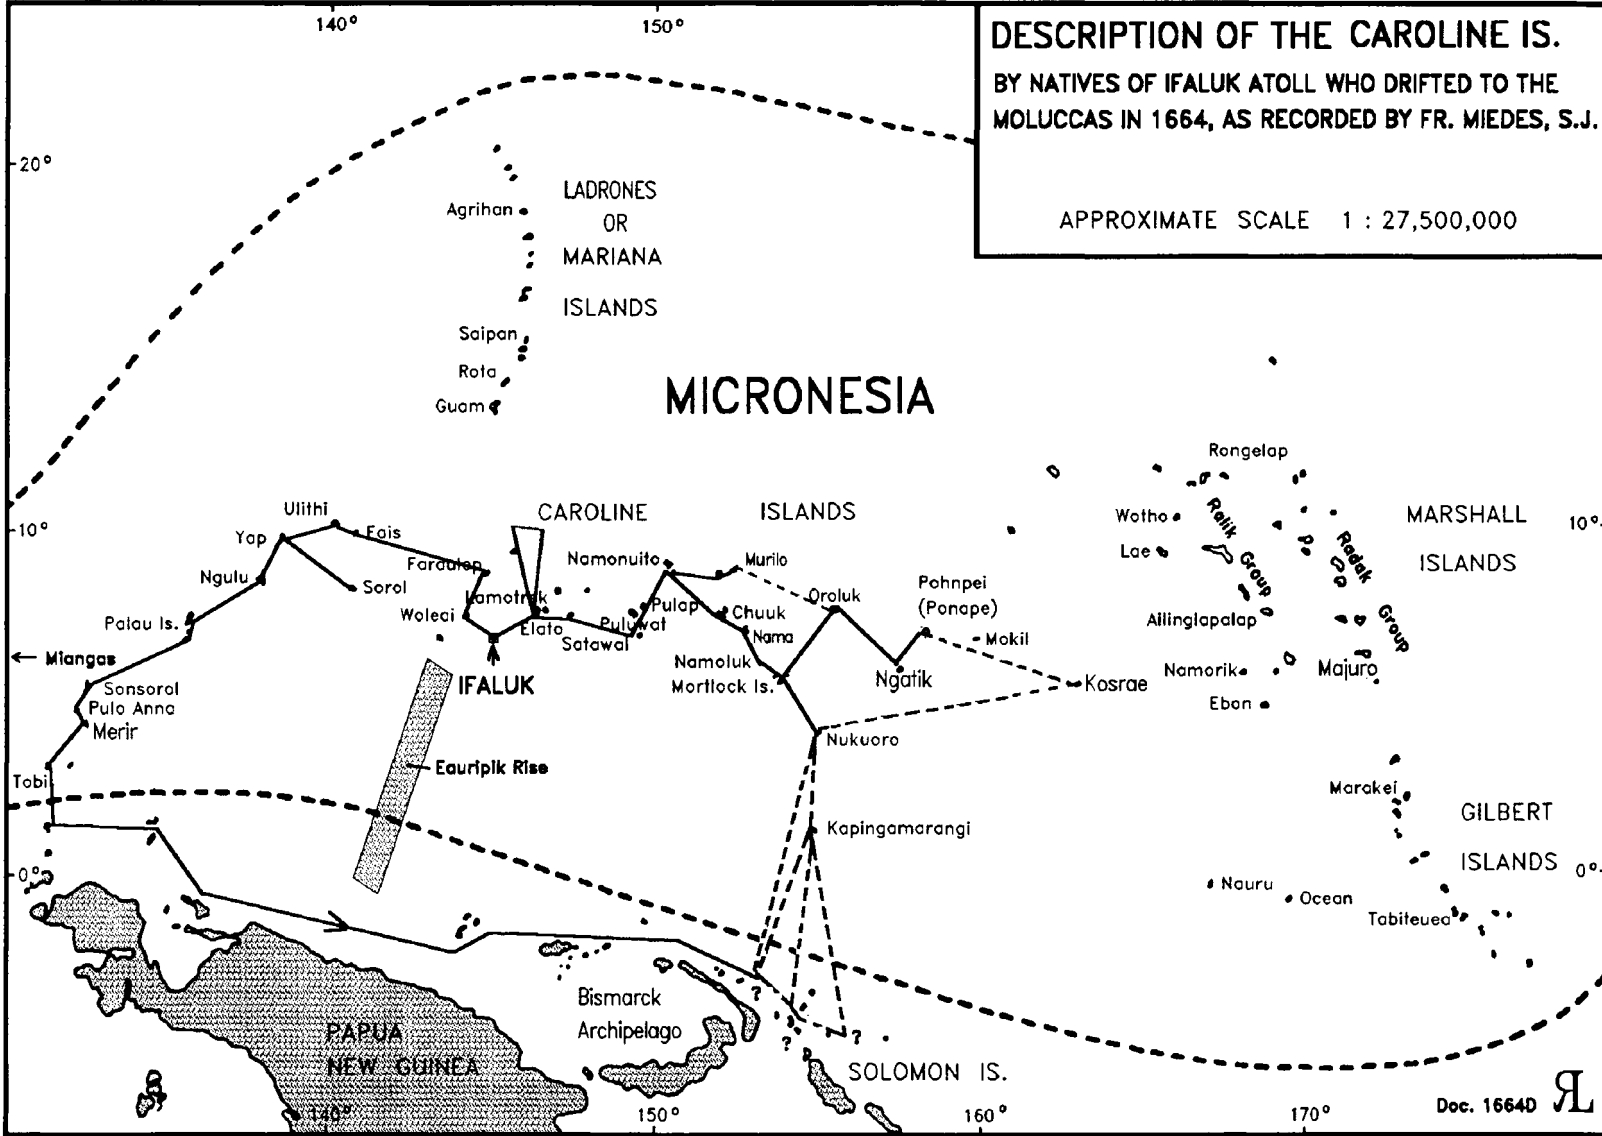 140°
150°
DESCRIPTION OF THE CAROLINE IS.
BY NATIVES OF IFALUK ATOLL WHO DRIFTED TO THE
MOLUCCAS IN 1664, AS RECORDED BY FR. MIEDES, S.J.
APPROXIMATE SCALE 1 : 27,500,000
20°
LADRONES
OR
MARIANA
ISLANDS
Agrihan
Saipan
Rota
Guam
MICRONESIA
Rongelap
Ulithi
CAROLINE ISLANDS
Wotho
Ralik Group
Radak Group
MARSHALL
ISLANDS
10°
10°
Yap
Fais
Namonuito
Murilo
Lae
Ngulu
Sorol
Faraulep
Lamotrek
Pulap
Oroluk
Pohnpei
(Ponape)
Woleai
Elato
Puluwat
Chuuk
Ailinglapalap
Palau Is.
Satawal
Nama
Mokil
← Miangas
IFALUK
Namoluk
Mortlock Is.
Ngatik
Kosrae
Namorik
Majuro
Sonsorol
Pulo Anna
Merir
Ebon
Nukuoro
Tobi
Eauripik Rise
Marakei
GILBERT
ISLANDS
Kapingamarangi
0°
0°
Nauru
Ocean
Tabiteuea
Bismarck
Archipelago
?
?
?
PAPUA
NEW GUINEA
SOLOMON IS.
140°
150°
160°
170°
Doc. 1664D
RL